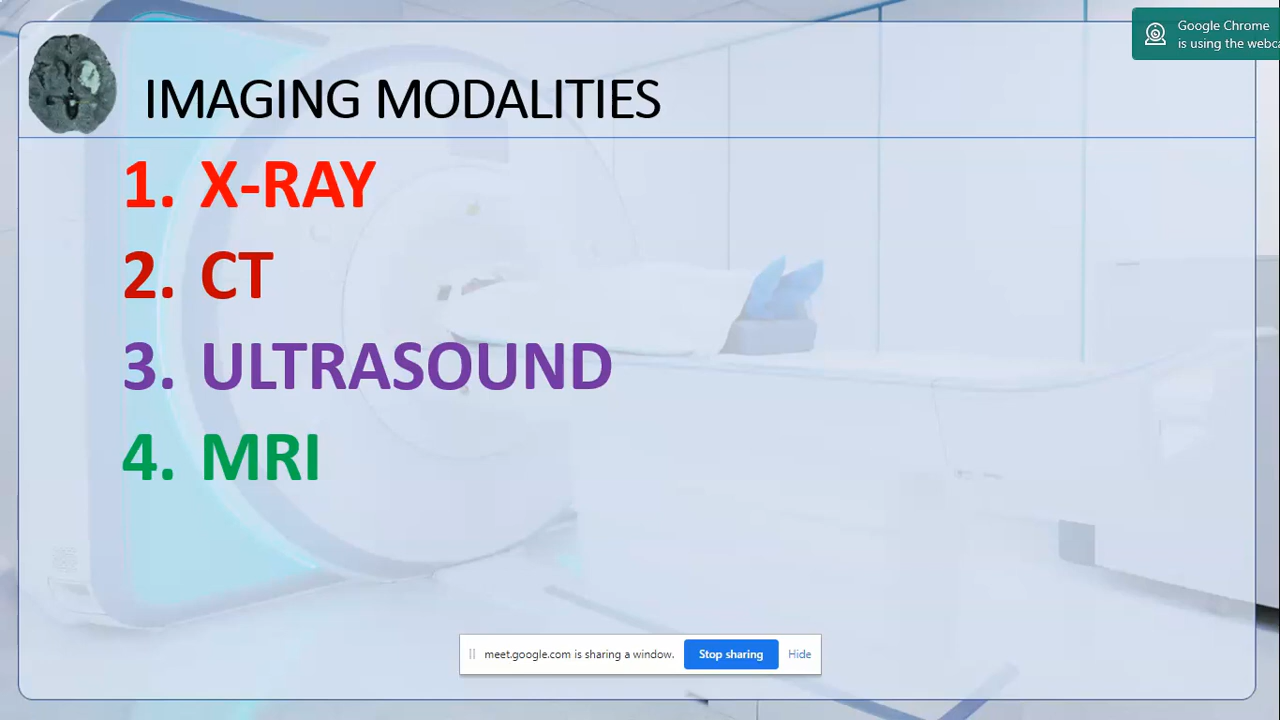 Google Chrome
is using the webca
IMAGING MODALITIES
1. X-RAY
2. CT
3. ULTRASOUND
4. MRI
meet.google.com is sharing a window. Stop sharing Hide